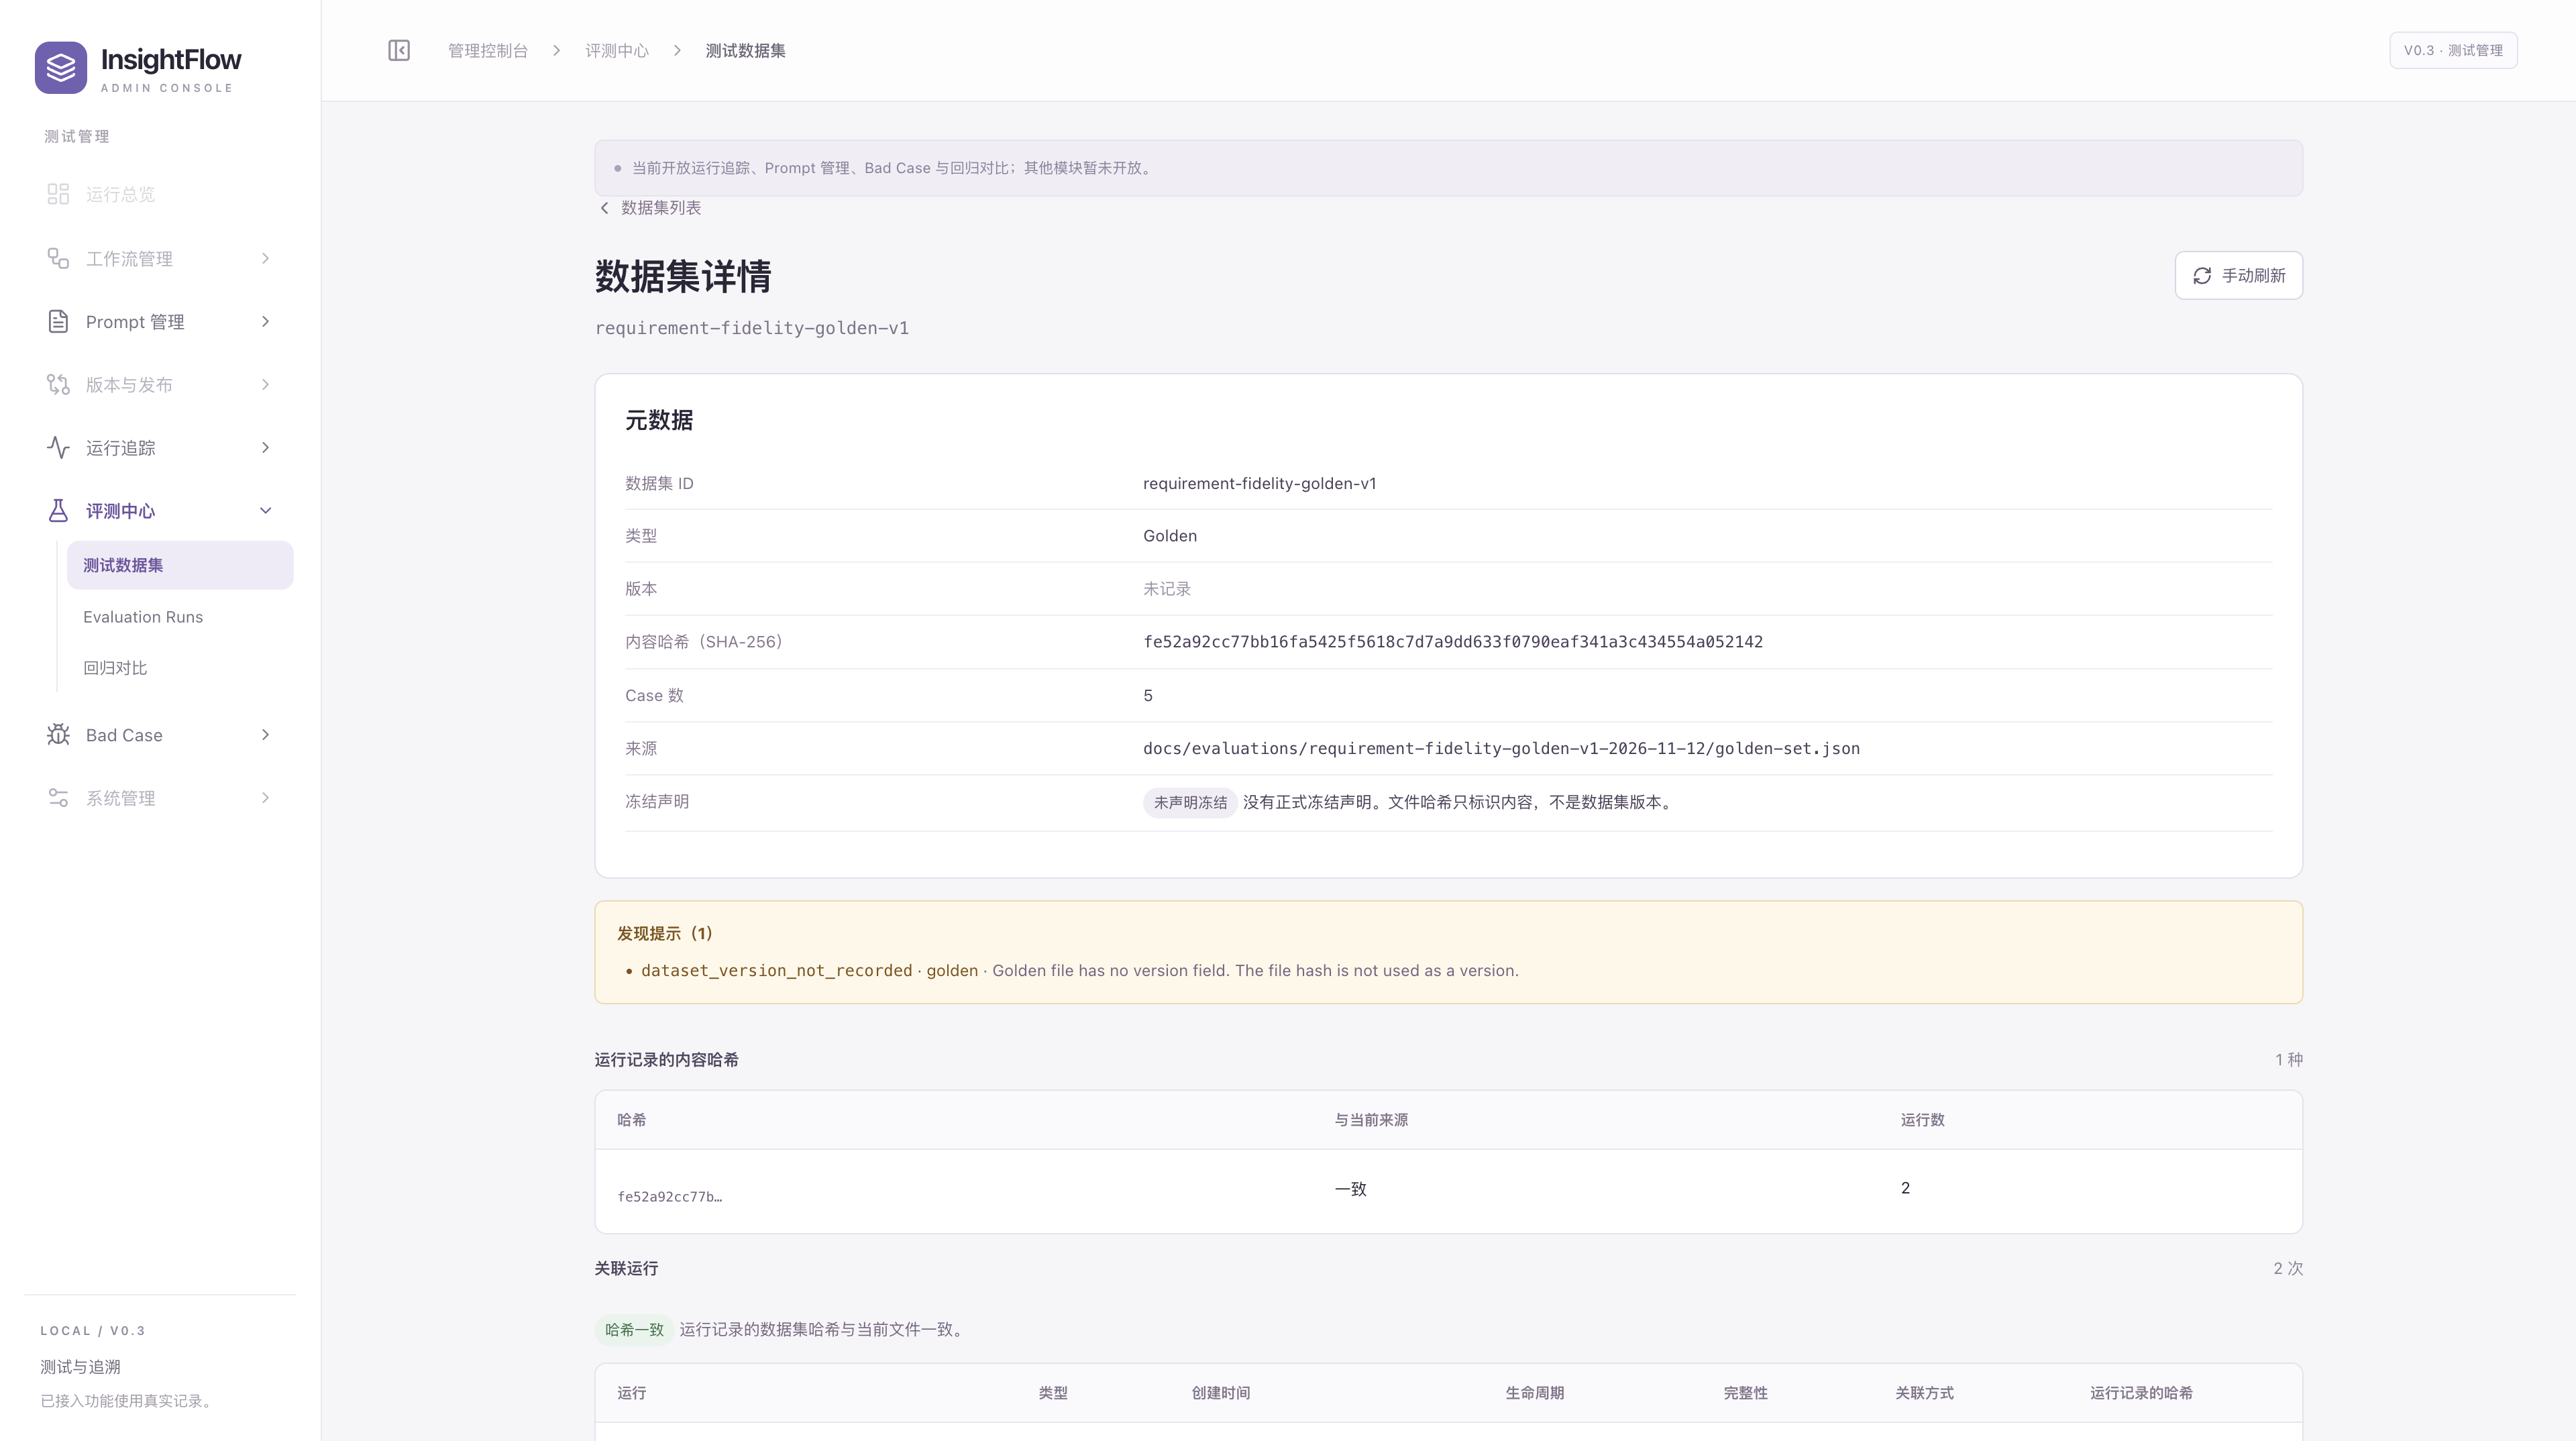 InsightFlow
ADMIN CONSOLE
测试管理
运行总览
工作流管理
Prompt 管理
版本与发布
运行追踪
评测中心
测试数据集
Evaluation Runs
回归对比
Bad Case
系统管理
LOCAL / V0.3
测试与追溯
已接入功能使用真实记录。
管理控制台
评测中心
测试数据集
V0.3 · 测试管理
当前开放运行追踪、Prompt 管理、Bad Case 与回归对比；其他模块暂未开放。
数据集列表
数据集详情
手动刷新
requirement-fidelity-golden-v1
元数据
数据集 ID requirement-fidelity-golden-v1
类型 Golden
版本 未记录
内容哈希（SHA-256） fe52a92cc77bb16fa5425f5618c7d7a9dd633f0790eaf341a3c434554a052142
Case 数 5
来源 docs/evaluations/requirement-fidelity-golden-v1-2026-11-12/golden-set.json
冻结声明 未声明冻结 没有正式冻结声明。文件哈希只标识内容，不是数据集版本。
发现提示（1）
• dataset_version_not_recorded · golden · Golden file has no version field. The file hash is not used as a version.
运行记录的内容哈希 1 种
哈希 与当前来源 运行数
fe52a92cc77b… 一致 2
关联运行 2 次
哈希一致 运行记录的数据集哈希与当前文件一致。
运行 类型 创建时间 生命周期 完整性 关联方式 运行记录的哈希